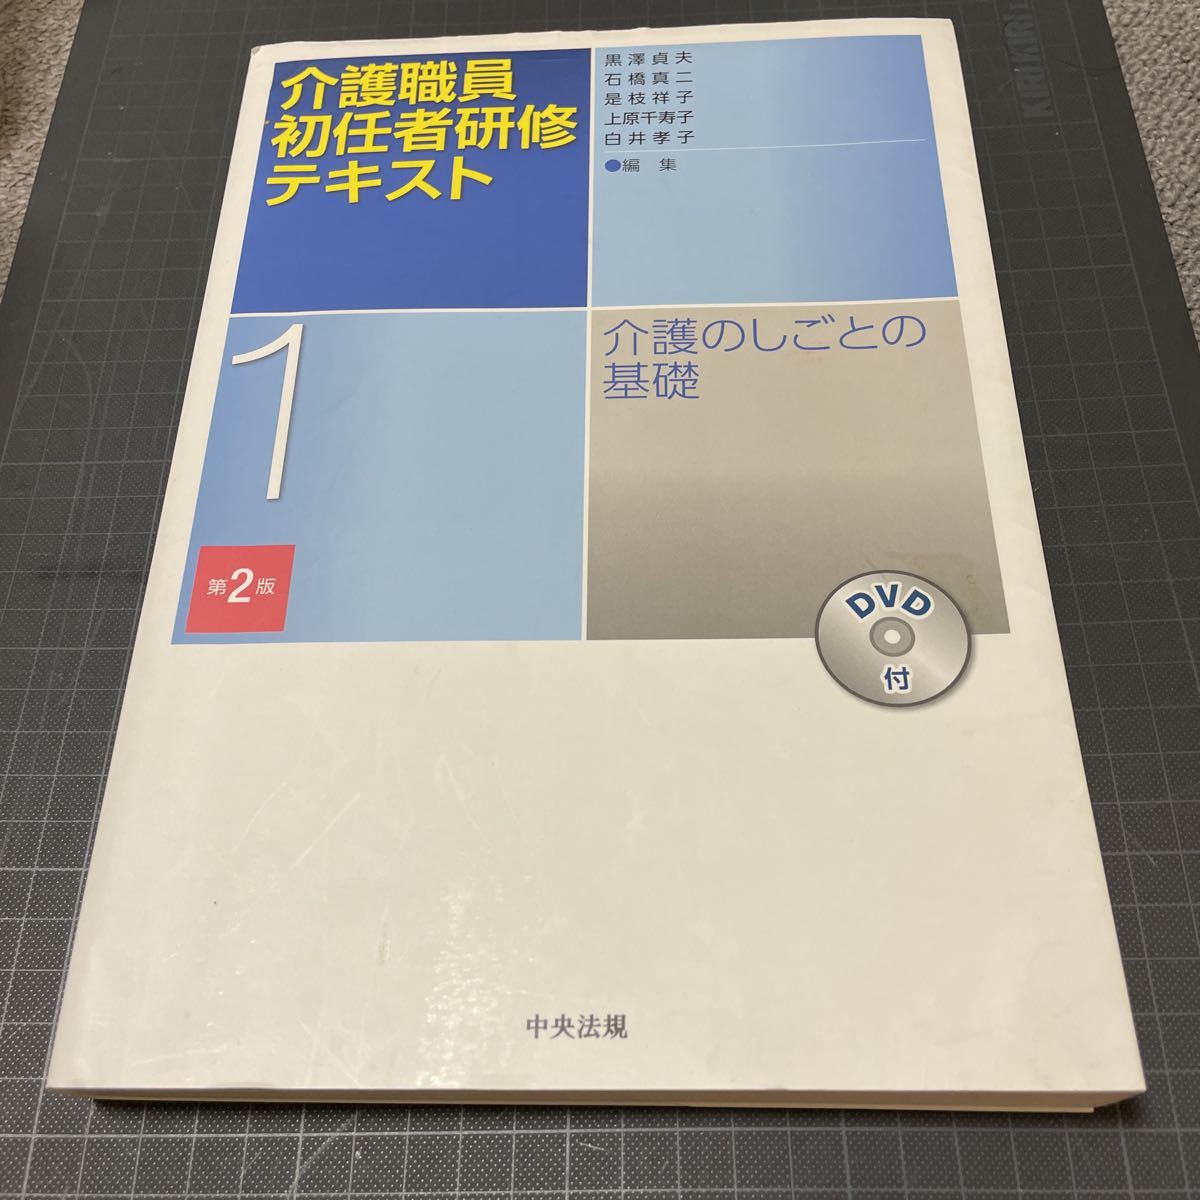 介護職員
初任者研修
テキスト
黒澤貞夫
石橋真二
是枝祥子
上原千寿子
白井孝子
●編 集
1
介護のしごとの
基礎
第2版
DVD
付
中央法規